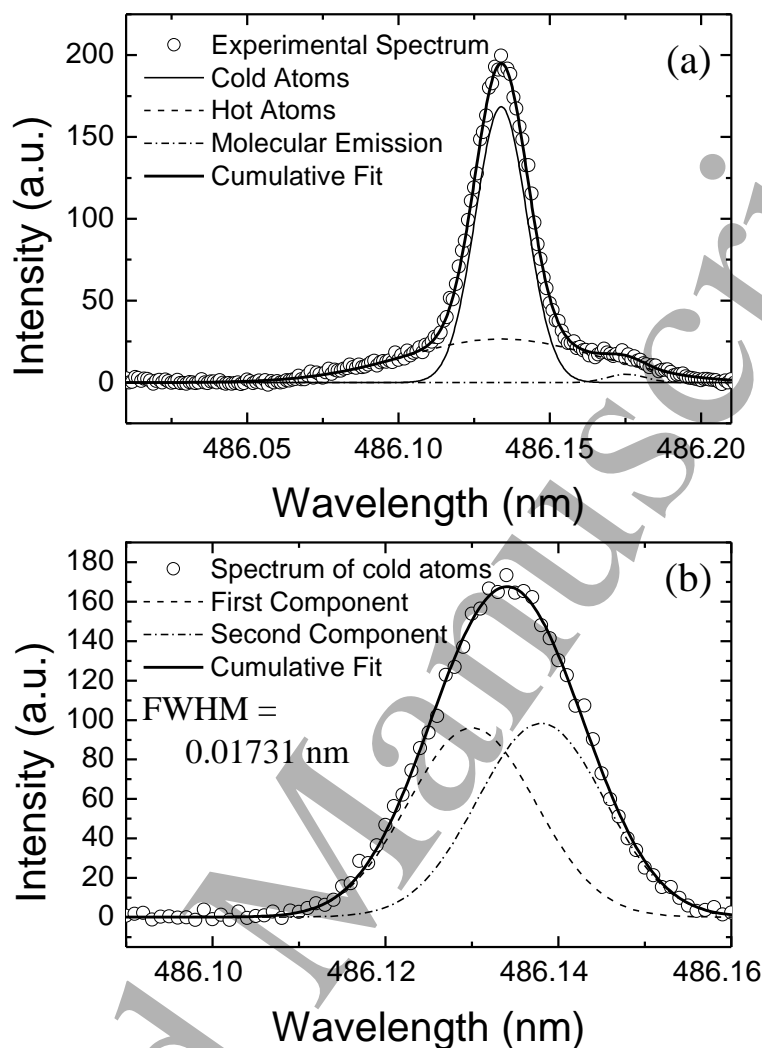 (a)
Experimental Spectrum
Cold Atoms
Hot Atoms
Molecular Emission
Cumulative Fit
200
150
100
50
0
Intensity (a.u.)
486.05 486.10 486.15 486.20
Wavelength (nm)
(b)
Spectrum of cold atoms
First Component
Second Component
Cumulative Fit
FWHM =
0.01731 nm
180
160
140
120
100
80
60
40
20
0
Intensity (a.u.)
486.10 486.12 486.14 486.16
Wavelength (nm)
d Manuscri